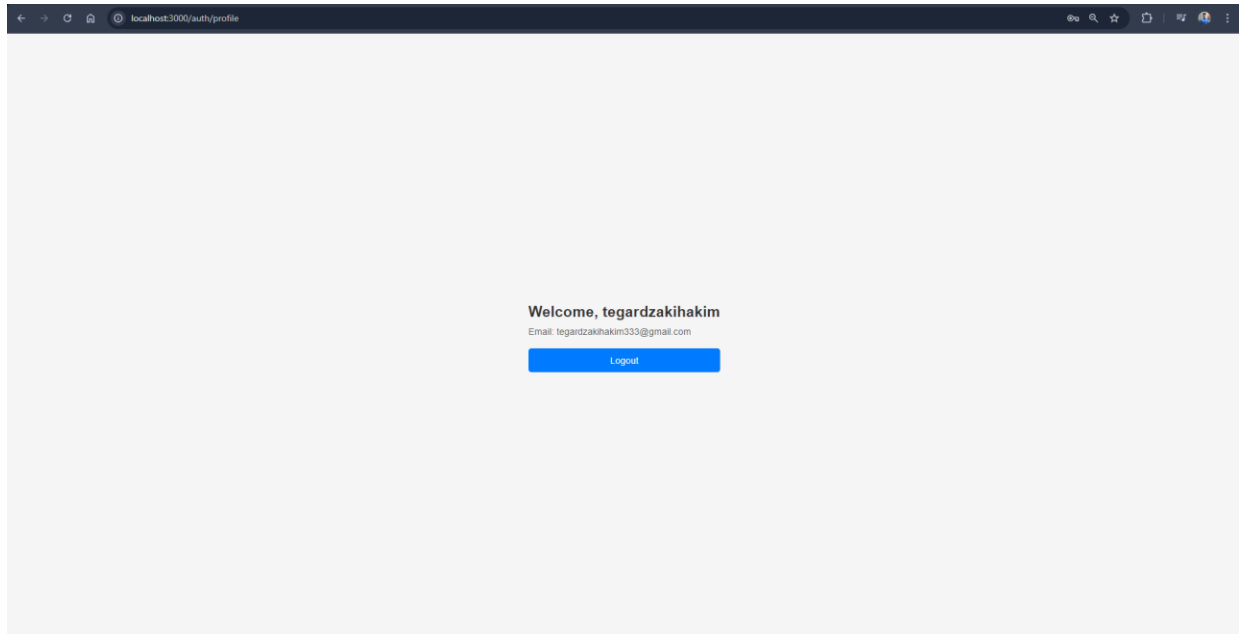 localhost:3000/auth/profile
Welcome, tegardzakihakim
Email: tegardzakihakim333@gmail.com
Logout